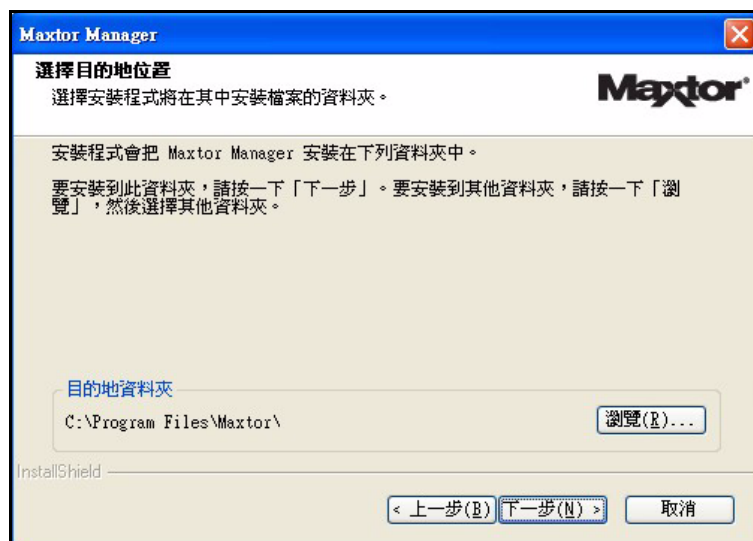 Maxtor Manager
選擇目的地位置
選擇安裝程式將在其中安裝檔案的資料夾。
Maxtor
安裝程式會把 Maxtor Manager 安裝在下列資料夾中。
要安裝到此資料夾，請按一下「下一步」。要安裝到其他資料夾，請按一下「瀏
覽」，然後選擇其他資料夾。
目的地資料夾
C:\Program Files\Maxtor\
瀏覽(R)...
InstallShield
< 上一步(B)
下一步(N) >
取消